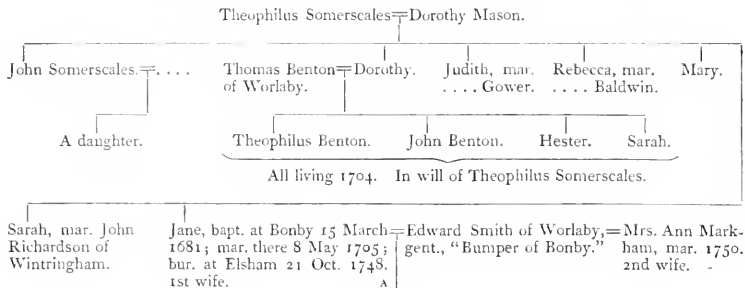 Theophilus Somerscales=Dorothy Mason.
John Somerscales.=. . . .
Thomas Benton=Dorothy.
of Worlaby.
Judith, mar.
. . . . Gower.
Rebecca, mar.
. . . . Baldwin.
Mary.
A daughter.
Theophilus Benton.
John Benton.
Hester.
Sarah.
All living 1704. In will of Theophilus Somerscales.
Sarah, mar. John
Richardson of
Wintringham.
Jane, bapt. at Bonby 15 March
1681; mar. there 8 May 1705;
bur. at Elsham 21 Oct. 1748.
1st wife.
=Edward Smith of Worlaby,
gent., "Bumper of Bonby."
=Mrs. Ann Mark-
ham, mar. 1750.
2nd wife.
A